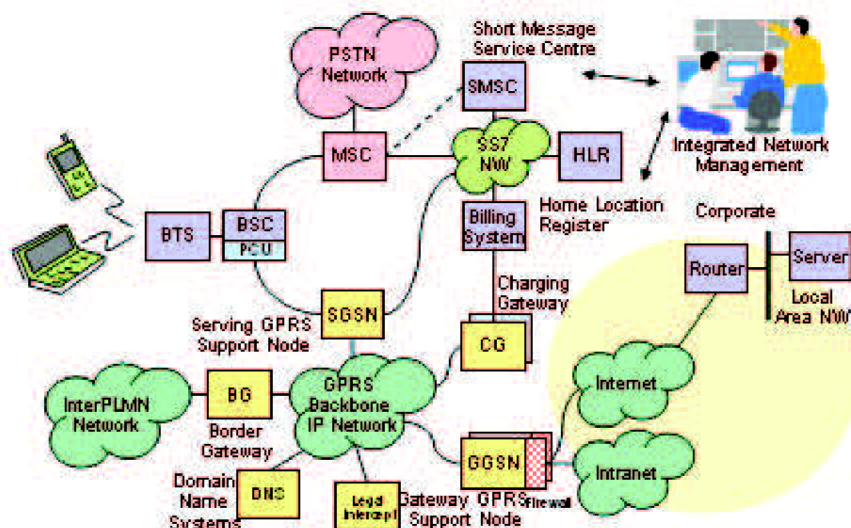 Short Message
Service Centre
PSTN
Network
SMSC
MSC
SS7
NW
HLR
Integrated Network
Management
BTS
BSC
PCU
Billing
System
Home Location
Register
Corporate
Router
Server
Local
Area NW
Charging
Gateway
Serving GPRS
Support Node
SGSN
CG
InterPLMN
Network
BG
Border
Gateway
GPRS
Backbone
IP Network
Internet
GGSN
Firewall
Intranet
Domain
Name
Systems
DNS
Legal
Intercept
Gateway GPRS
Support Node